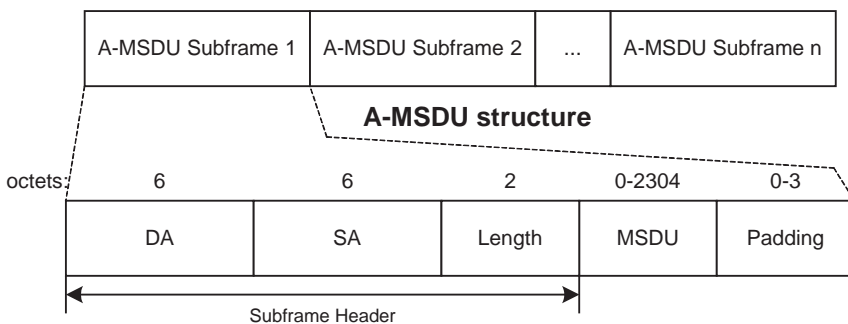 A-MSDU Subframe 1 A-MSDU Subframe 2 ... A-MSDU Subframe n
A-MSDU structure
octets: 6 6 2 0-2304 0-3
DA SA Length MSDU Padding
Subframe Header